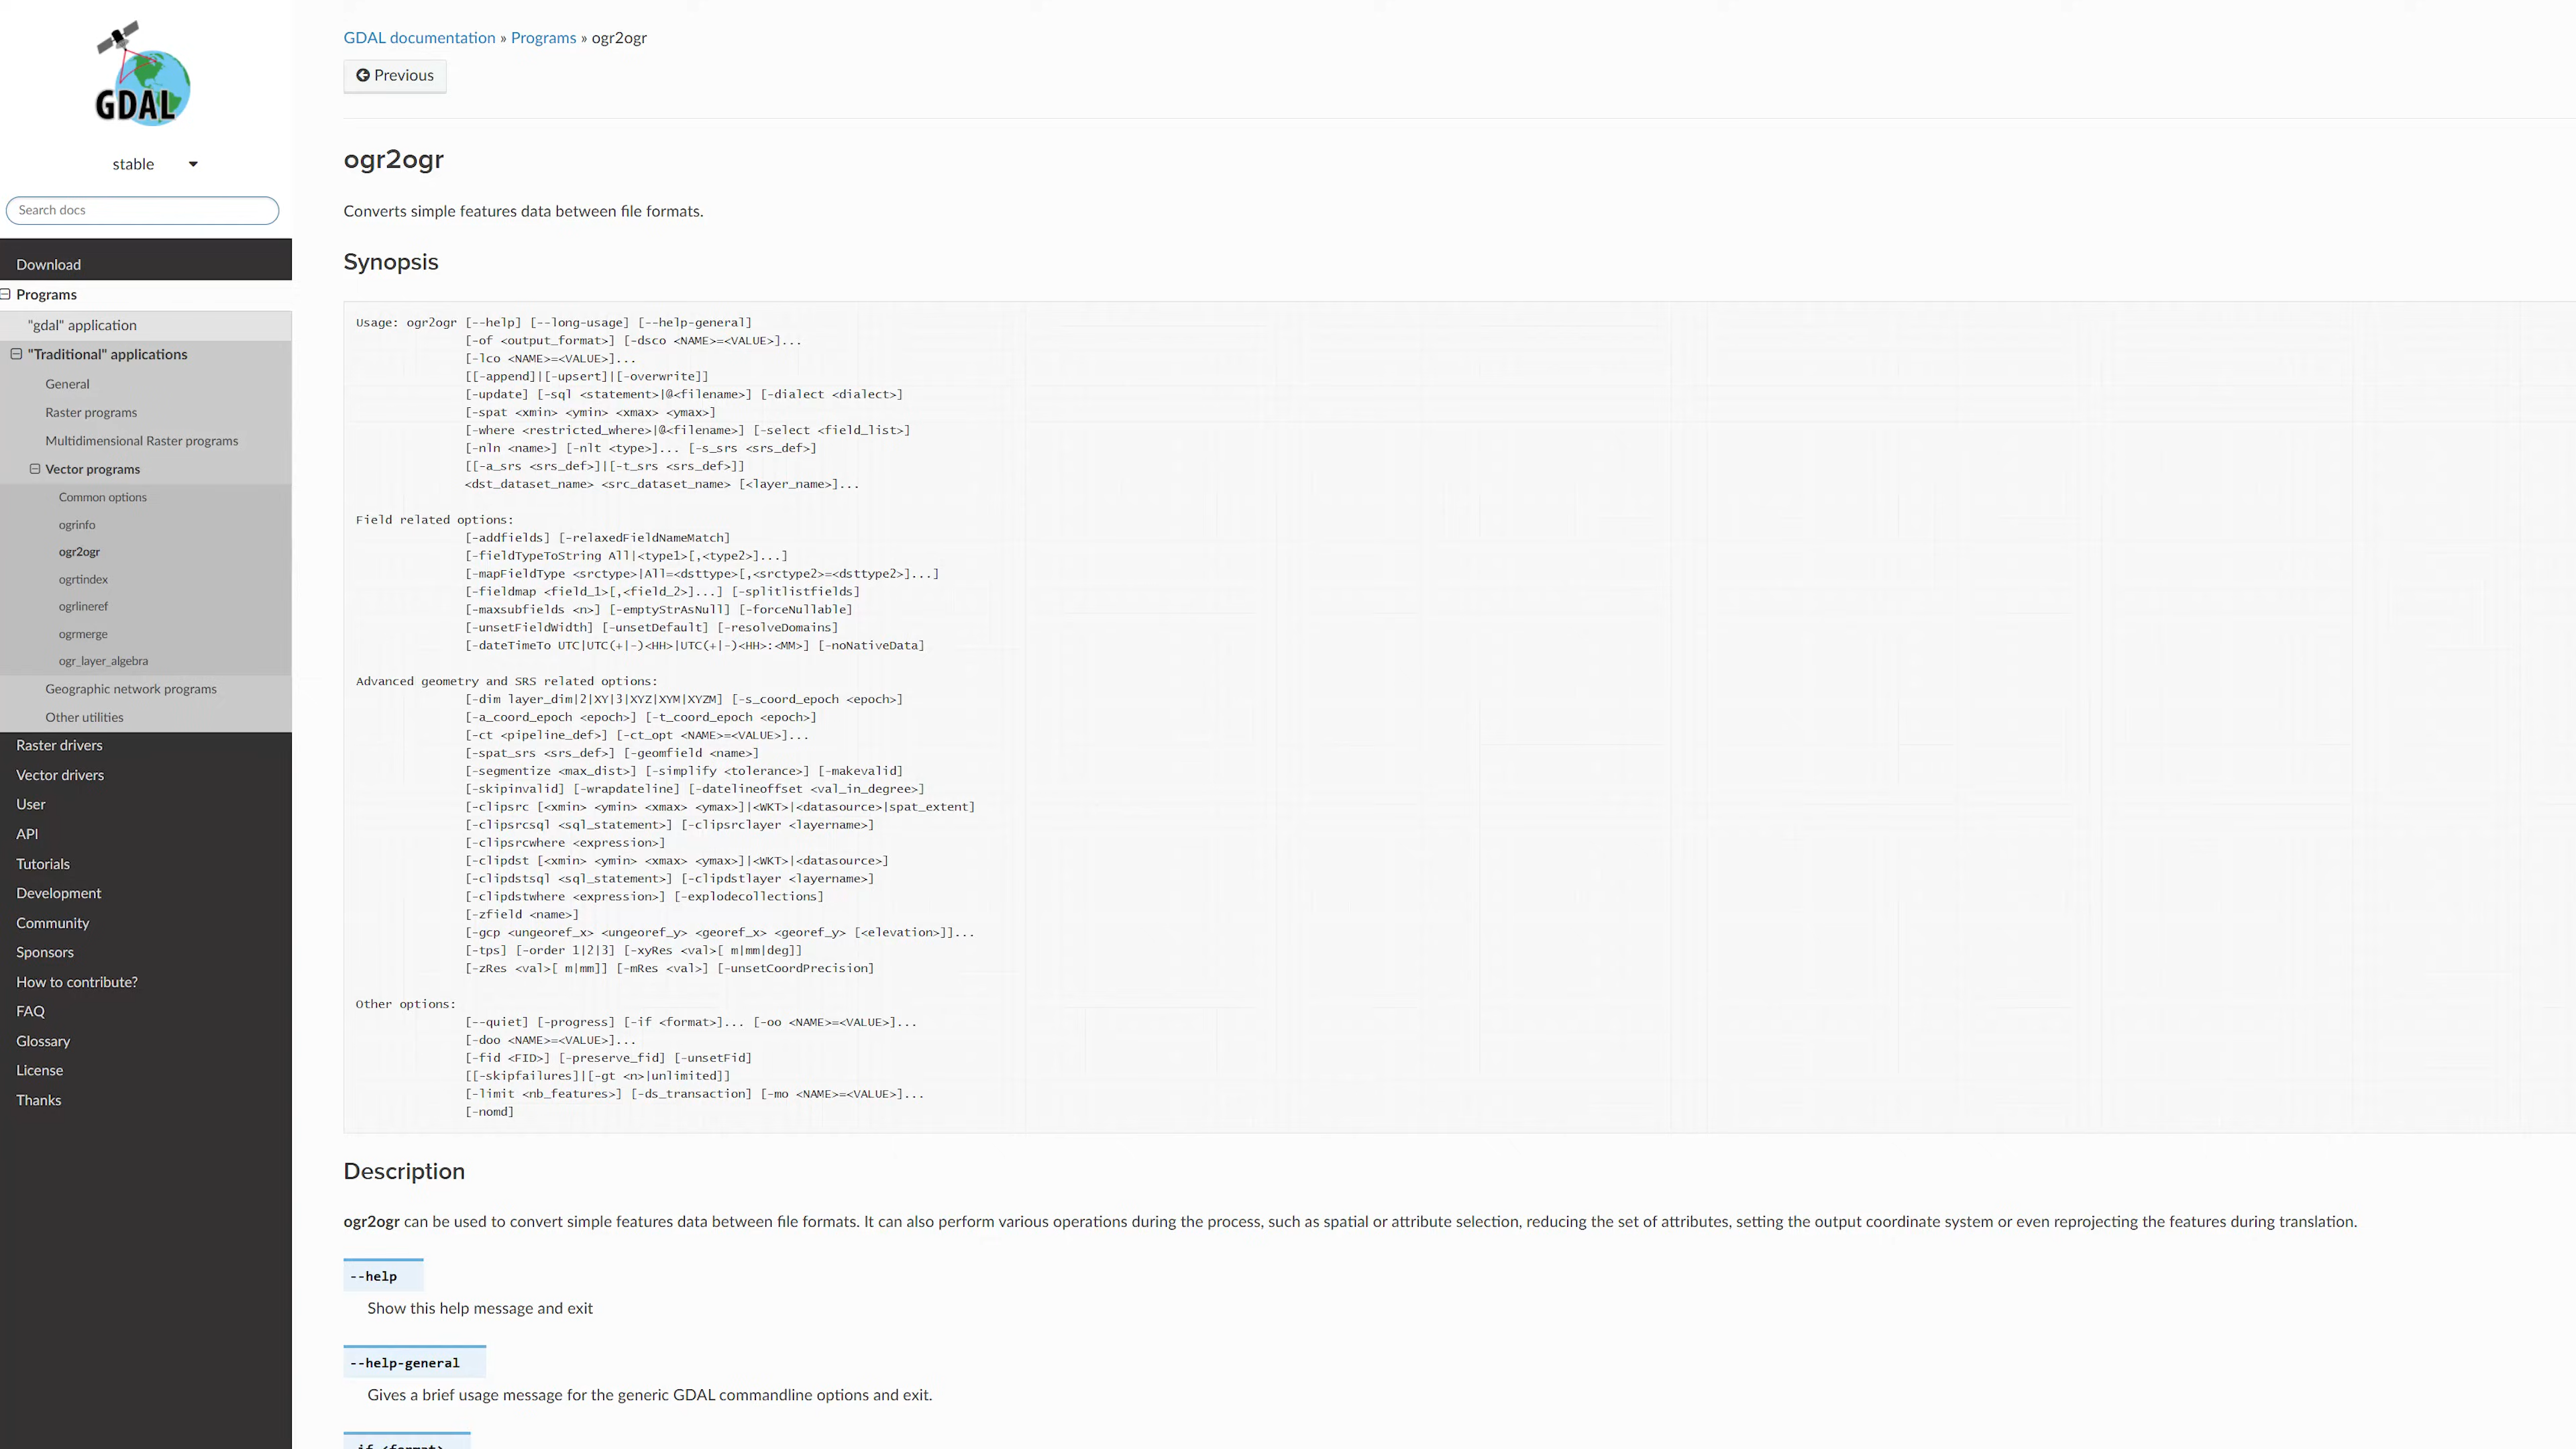 GDAL
stable
Search docs
Download
Programs
"gdal" application
"Traditional" applications
General
Raster programs
Multidimensional Raster programs
Vector programs
Common options
ogrinfo
ogr2ogr
ogrtindex
ogrlineref
ogrmerge
ogr_layer_algebra
Geographic network programs
Other utilities
Raster drivers
Vector drivers
User
API
Tutorials
Development
Community
Sponsors
How to contribute?
FAQ
Glossary
License
Thanks
GDAL documentation » Programs » ogr2ogr
Previous
ogr2ogr
Converts simple features data between file formats.
Synopsis
Usage: ogr2ogr [--help] [--long-usage] [--help-general]
[-of <output_format>] [-dsco <NAME>=<VALUE>]...
[-lco <NAME>=<VALUE>]...
[[-append]|[-upsert]|[-overwrite]]
[-update] [-sql <statement>|@<filename>] [-dialect <dialect>]
[-spat <xmin> <ymin> <xmax> <ymax>]
[-where <restricted_where>|@<filename>] [-select <field_list>]
[-nln <name>] [-nlt <type>]... [-s_srs <srs_def>]
[[-a_srs <srs_def>]|[-t_srs <srs_def>]]
<dst_dataset_name> <src_dataset_name> [<layer_name>]...
Field related options:
[-addfields] [-relaxedFieldNameMatch]
[-fieldTypeToString All|<type1>[,<type2>]...]
[-mapFieldType <srctype>|All=<dsttype>[,<srctype2>=<dsttype2>]...]
[-fieldmap <field_1>[,<field_2>]...] [-splitlistfields]
[-maxsubfields <n>] [-emptyStrAsNull] [-forceNullable]
[-unsetFieldWidth] [-unsetDefault] [-resolveDomains]
[-dateTimeTo UTC|UTC(+|-)<HH>|UTC(+|-)<HH>:<MM>] [-noNativeData]
Advanced geometry and SRS related options:
[-dim layer_dim|2|XY|3|XYZ|XYM|XYZM] [-s_coord_epoch <epoch>]
[-a_coord_epoch <epoch>] [-t_coord_epoch <epoch>]
[-ct <pipeline_def>] [-ct_opt <NAME>=<VALUE>]...
[-spat_srs <srs_def>] [-geomfield <name>]
[-segmentize <max_dist>] [-simplify <tolerance>] [-makevalid]
[-skipinvalid] [-wrapdateline] [-datelineoffset <val_in_degree>]
[-clipsrc [<xmin> <ymin> <xmax> <ymax>]|<WKT>|<datasource>|spat_extent]
[-clipsrcsql <sql_statement>] [-clipsrclayer <layername>]
[-clipsrcwhere <expression>]
[-clipdst [<xmin> <ymin> <xmax> <ymax>]|<WKT>|<datasource>]
[-clipdstsql <sql_statement>] [-clipdstlayer <layername>]
[-clipdstwhere <expression>] [-explodecollections]
[-zfield <name>]
[-gcp <ungeoref_x> <ungeoref_y> <georef_x> <georef_y> [<elevation>]]...
[-tps] [-order 1|2|3] [-xyRes <val>[ m|mm|deg]]
[-zRes <val>[ m|mm]] [-mRes <val>] [-unsetCoordPrecision]
Other options:
[--quiet] [-progress] [-if <format>]... [-oo <NAME>=<VALUE>]...
[-doo <NAME>=<VALUE>]...
[-fid <FID>] [-preserve_fid] [-unsetFid]
[[-skipfailures]|[-gt <n>|unlimited]]
[-limit <nb_features>] [-ds_transaction] [-mo <NAME>=<VALUE>]...
[-nomd]
Description
ogr2ogr can be used to convert simple features data between file formats. It can also perform various operations during the process, such as spatial or attribute selection, reducing the set of attributes, setting the output coordinate system or even reprojecting the features during translation.
--help
Show this help message and exit
--help-general
Gives a brief usage message for the generic GDAL commandline options and exit.
-if <format>